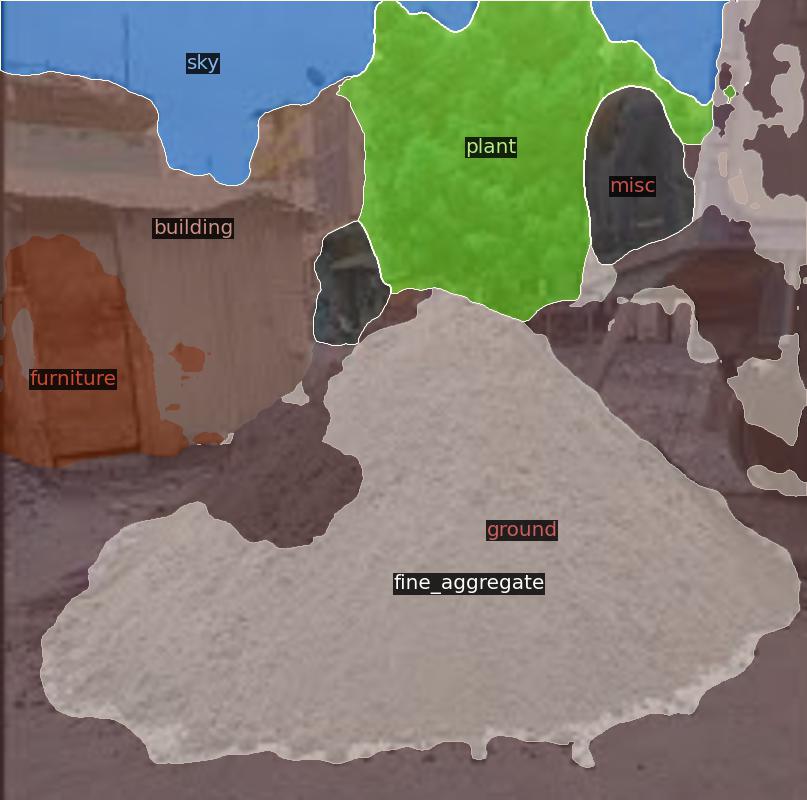 sky
plant
misc
building
furniture
ground
fine_aggregate